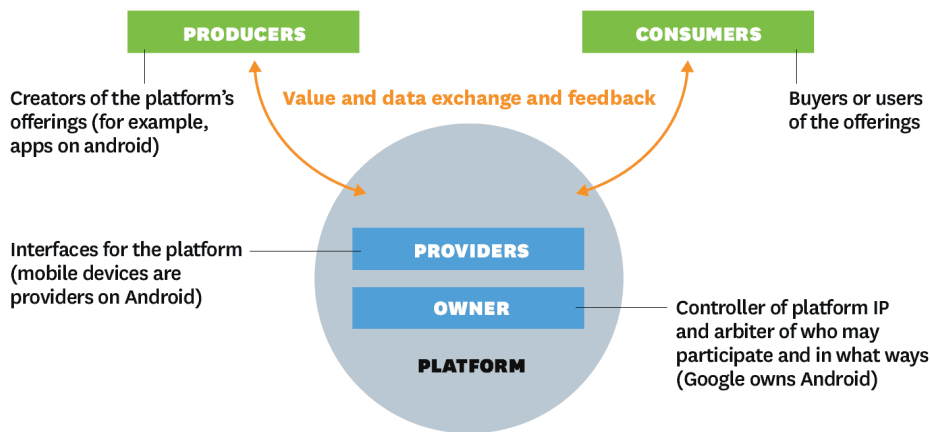 PRODUCERS
CONSUMERS
Creators of the platform's
offerings (for example,
apps on android)
Value and data exchange and feedback
Buyers or users
of the offerings
Interfaces for the platform
(mobile devices are
providers on Android)
PROVIDERS
OWNER
Controller of platform IP
and arbiter of who may
participate and in what ways
(Google owns Android)
PLATFORM